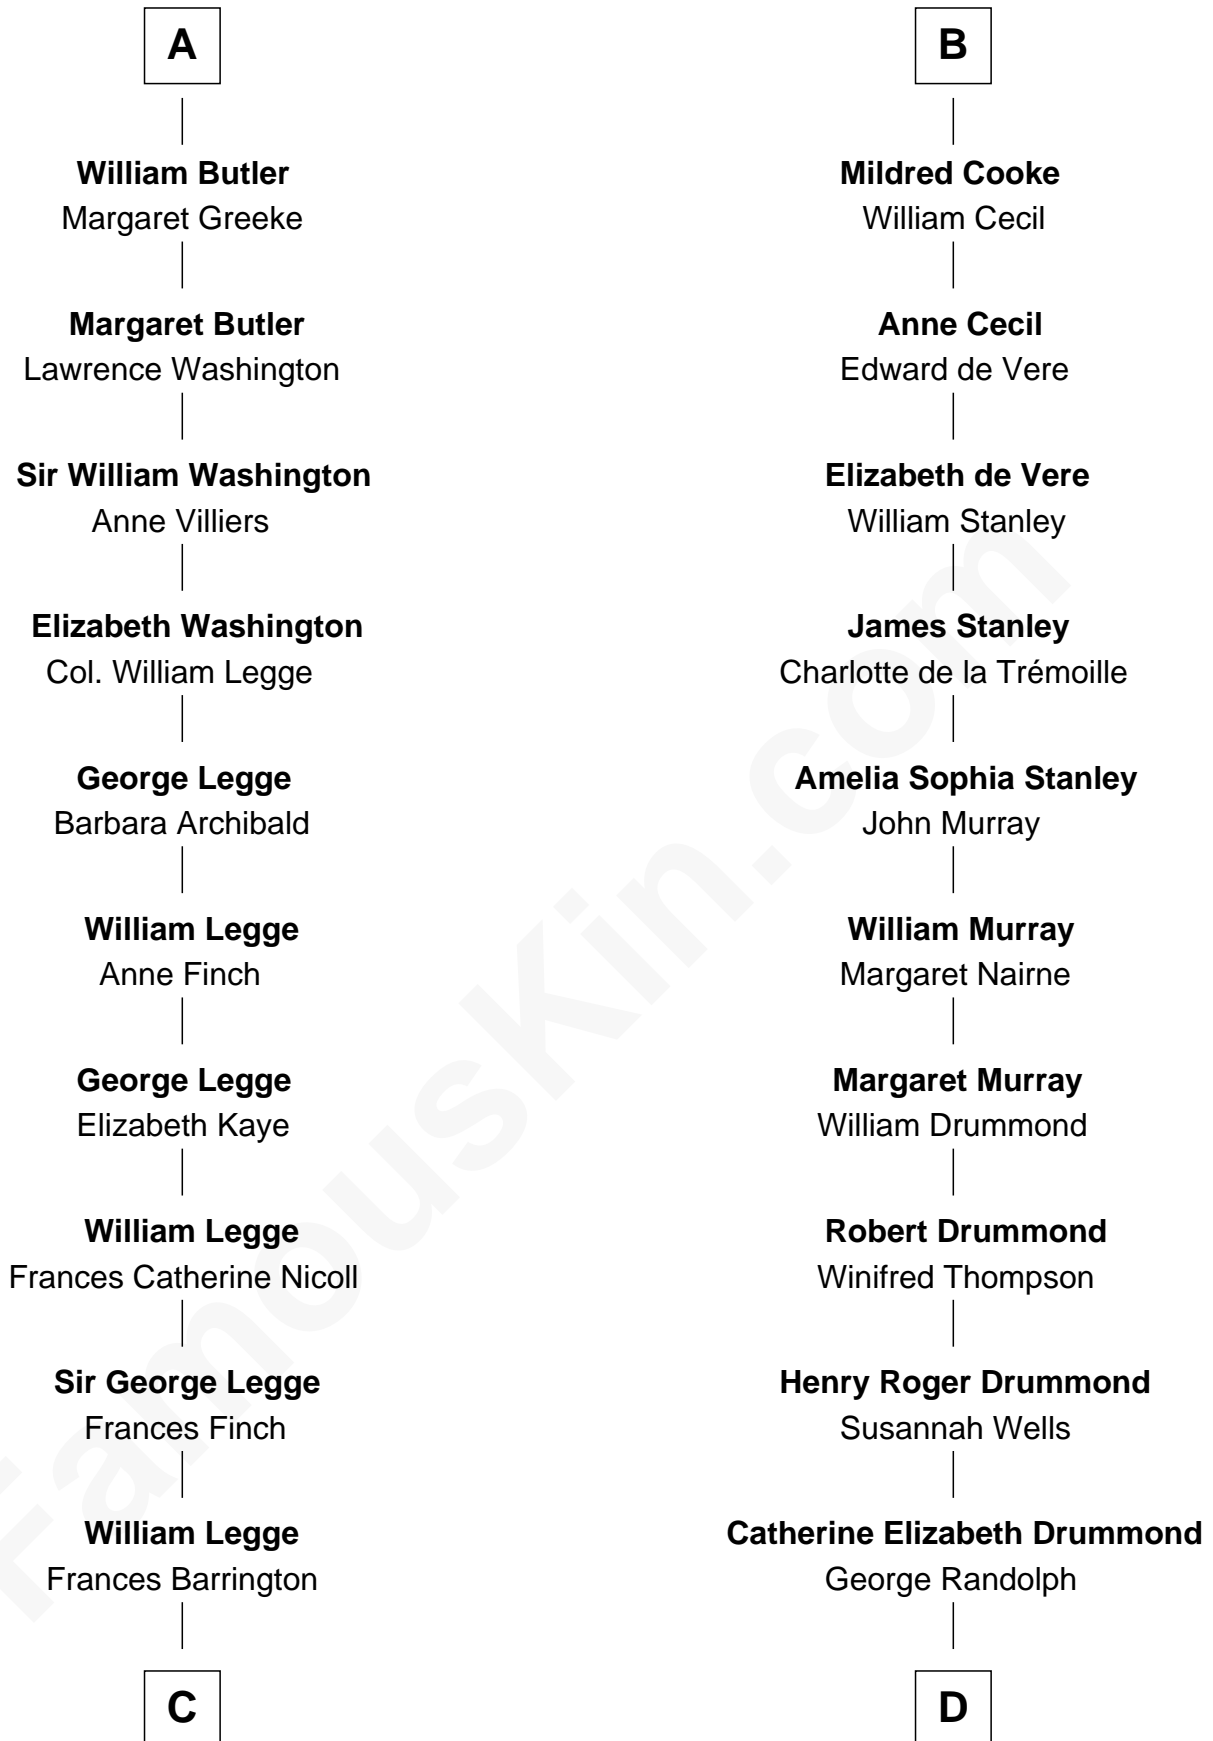 A
William Butler
Margaret Greeke
Margaret Butler
Lawrence Washington
Sir William Washington
Anne Villiers
Elizabeth Washington
Col. William Legge
George Legge
Barbara Archibald
William Legge
Anne Finch
George Legge
Elizabeth Kaye
William Legge
Frances Catherine Nicoll
Sir George Legge
Frances Finch
William Legge
Frances Barrington
C
B
Mildred Cooke
William Cecil
Anne Cecil
Edward de Vere
Elizabeth de Vere
William Stanley
James Stanley
Charlotte de la Trémoille
Amelia Sophia Stanley
John Murray
William Murray
Margaret Nairne
Margaret Murray
William Drummond
Robert Drummond
Winifred Thompson
Henry Roger Drummond
Susannah Wells
Catherine Elizabeth Drummond
George Randolph
D
FamousKin.com